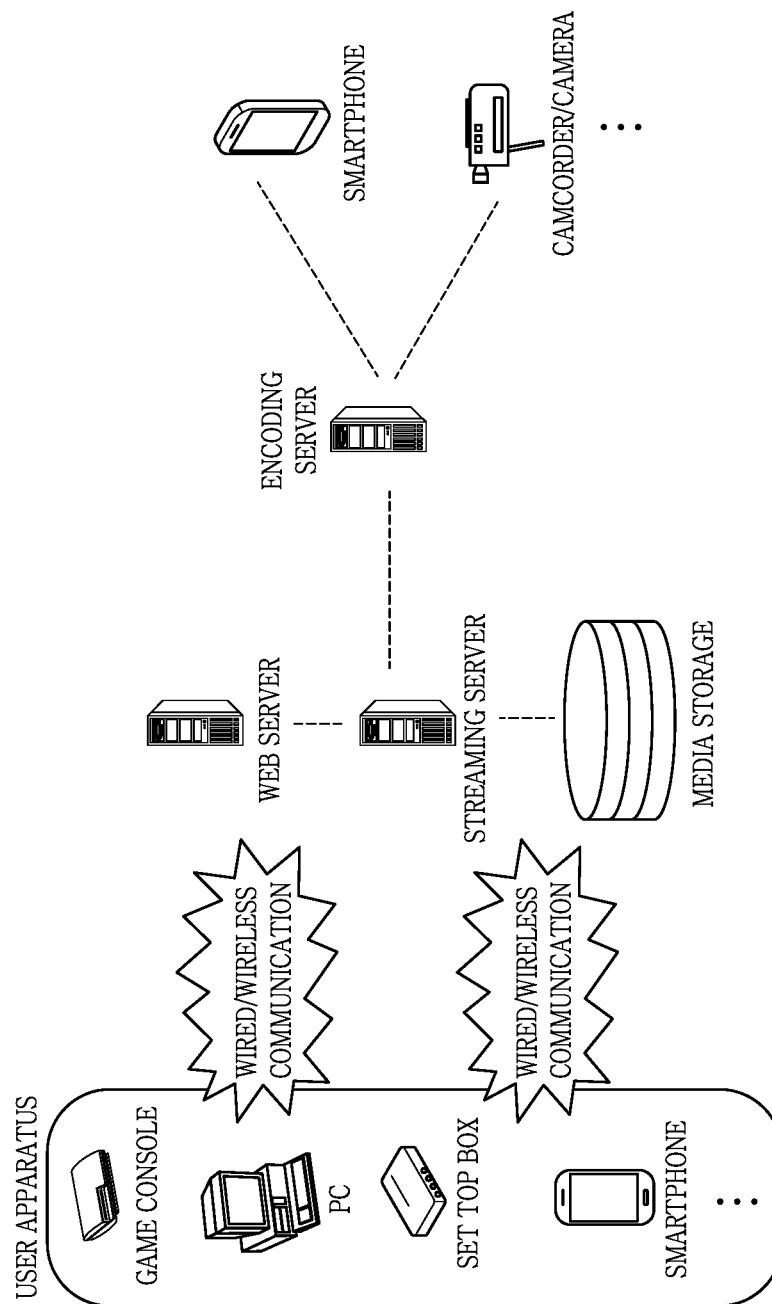 USER APPARATUS
GAME CONSOLE
PC
SET TOP BOX
SMARTPHONE
WIRED/WIRELESS
COMMUNICATION
WIRED/WIRELESS
COMMUNICATION
WEB SERVER
STREAMING SERVER
MEDIA STORAGE
ENCODING
SERVER
SMARTPHONE
CAMCORDER/CAMERA